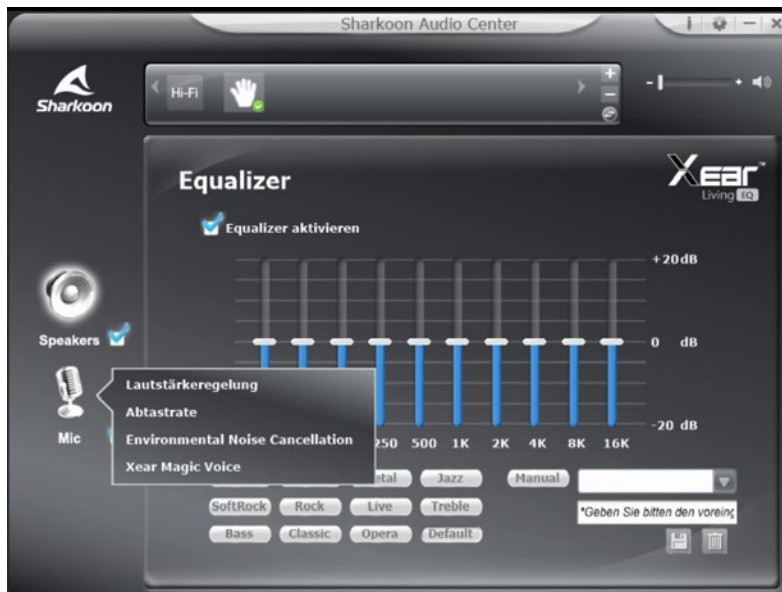 Sharkoon Audio Center
i
Sharkoon
Hi-Fi
Equalizer
Xear™
Living EQ
Equalizer aktivieren
+20dB
0 dB
-20 dB
Speakers
Mic
Lautstärkeregelung
Abtastrate
Environmental Noise Cancellation
Xear Magic Voice
250 500 1K 2K 4K 8K 16K
Jazz Manual
SoftRock Rock Live Treble
*Geben Sie bitten den
Bass Classic Opera Default